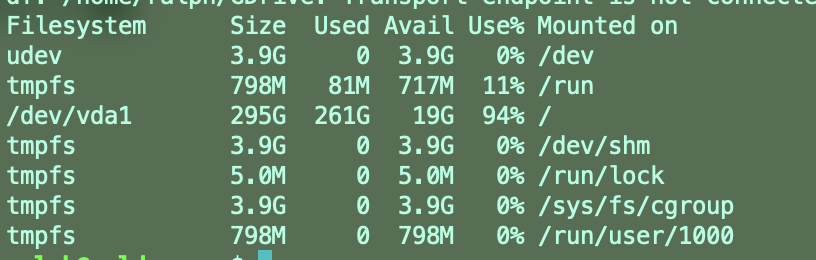 df: /home/ralph/GDrive: Transport endpoint is not connecte
Filesystem      Size  Used Avail Use% Mounted on
udev            3.9G     0  3.9G   0% /dev
tmpfs           798M   81M  717M  11% /run
/dev/vda1       295G  261G   19G  94% /
tmpfs           3.9G     0  3.9G   0% /dev/shm
tmpfs           5.0M     0  5.0M   0% /run/lock
tmpfs           3.9G     0  3.9G   0% /sys/fs/cgroup
tmpfs           798M     0  798M   0% /run/user/1000
$